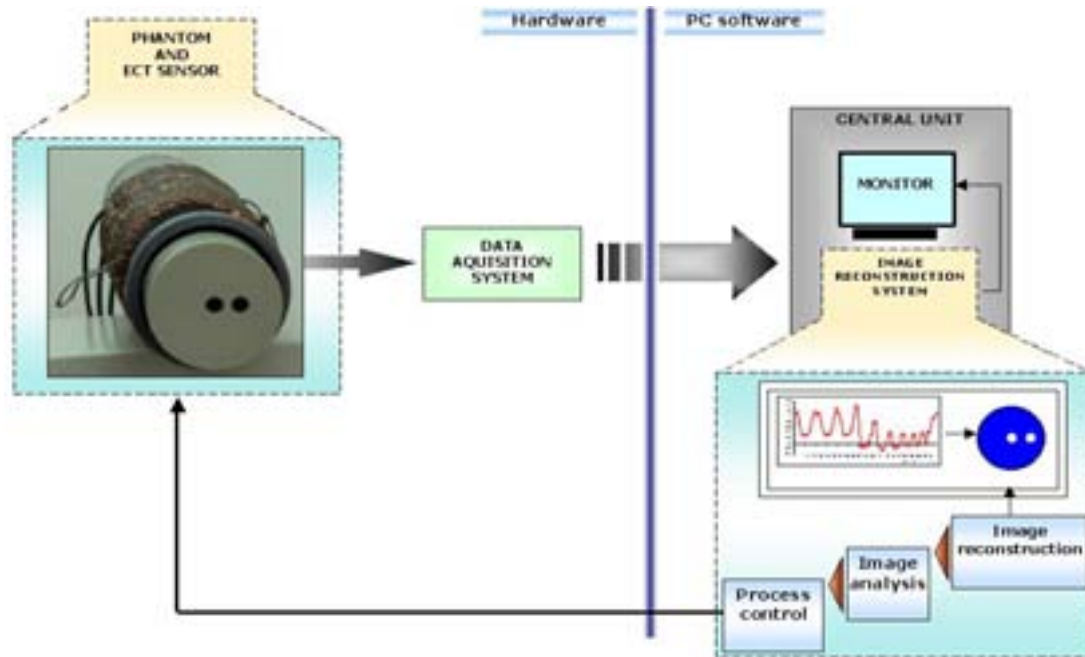 Hardware
PC software
PHANTOM
AND
ECT SENSOR
CENTRAL UNIT
MONITOR
DATA
AQUISITION
SYSTEM
IMAGE
RECONSTRUCTION
SYSTEM
Image
reconstruction
Image
analysis
Process
control